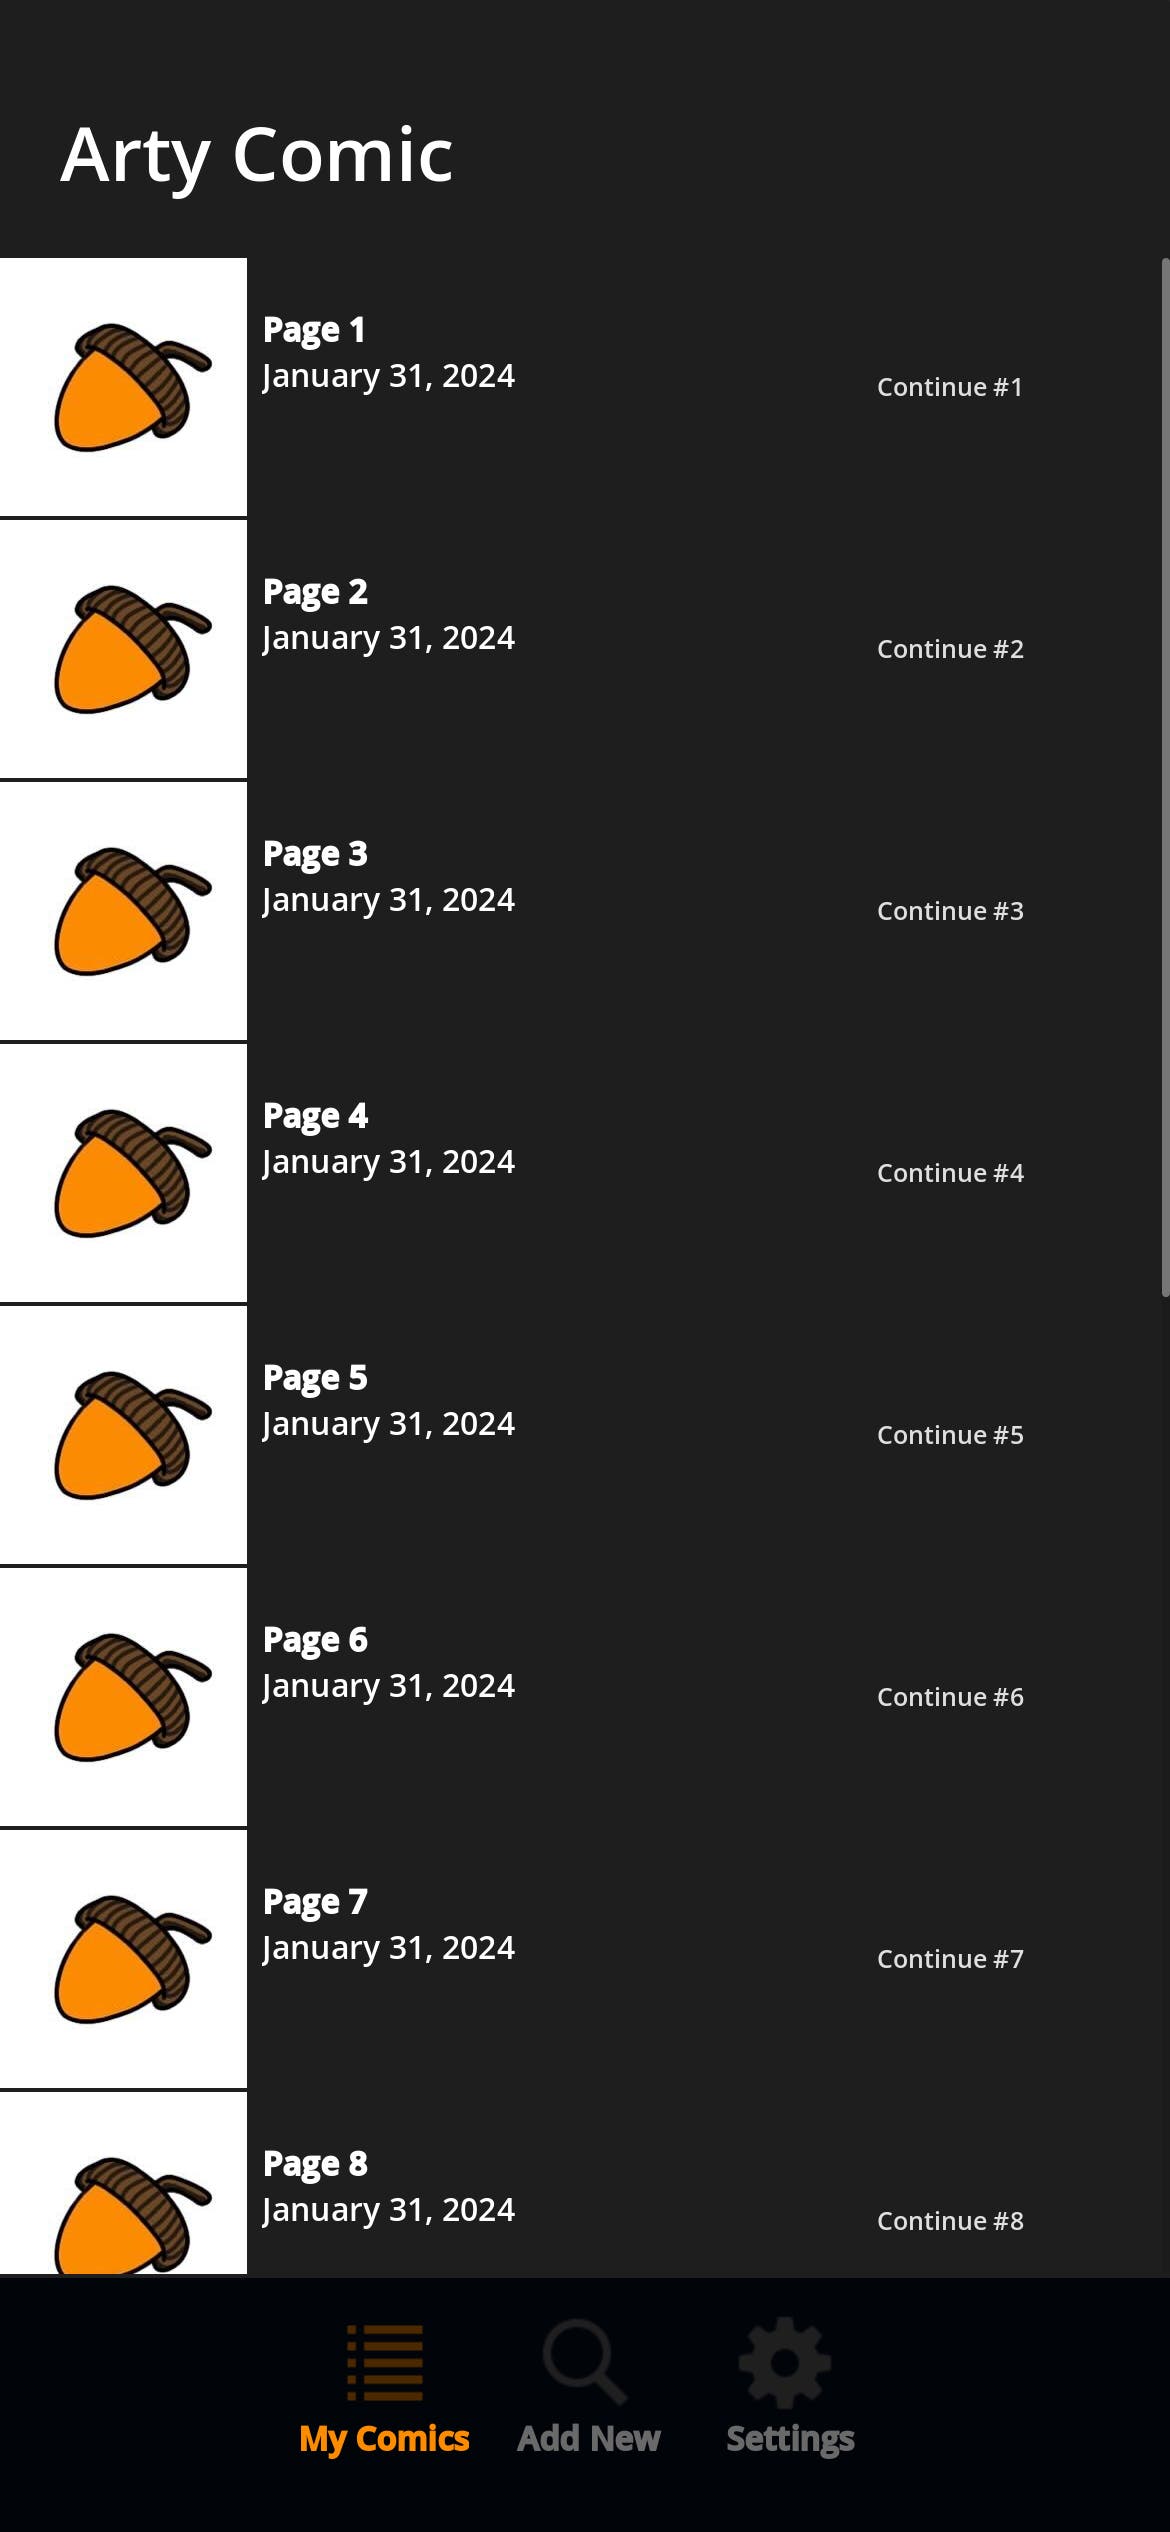 Arty Comic
Page 1
January 31, 2024
Continue #1
Page 2
January 31, 2024
Continue #2
Page 3
January 31, 2024
Continue #3
Page 4
January 31, 2024
Continue #4
Page 5
January 31, 2024
Continue #5
Page 6
January 31, 2024
Continue #6
Page 7
January 31, 2024
Continue #7
Page 8
January 31, 2024
Continue #8
My Comics
Add New
Settings